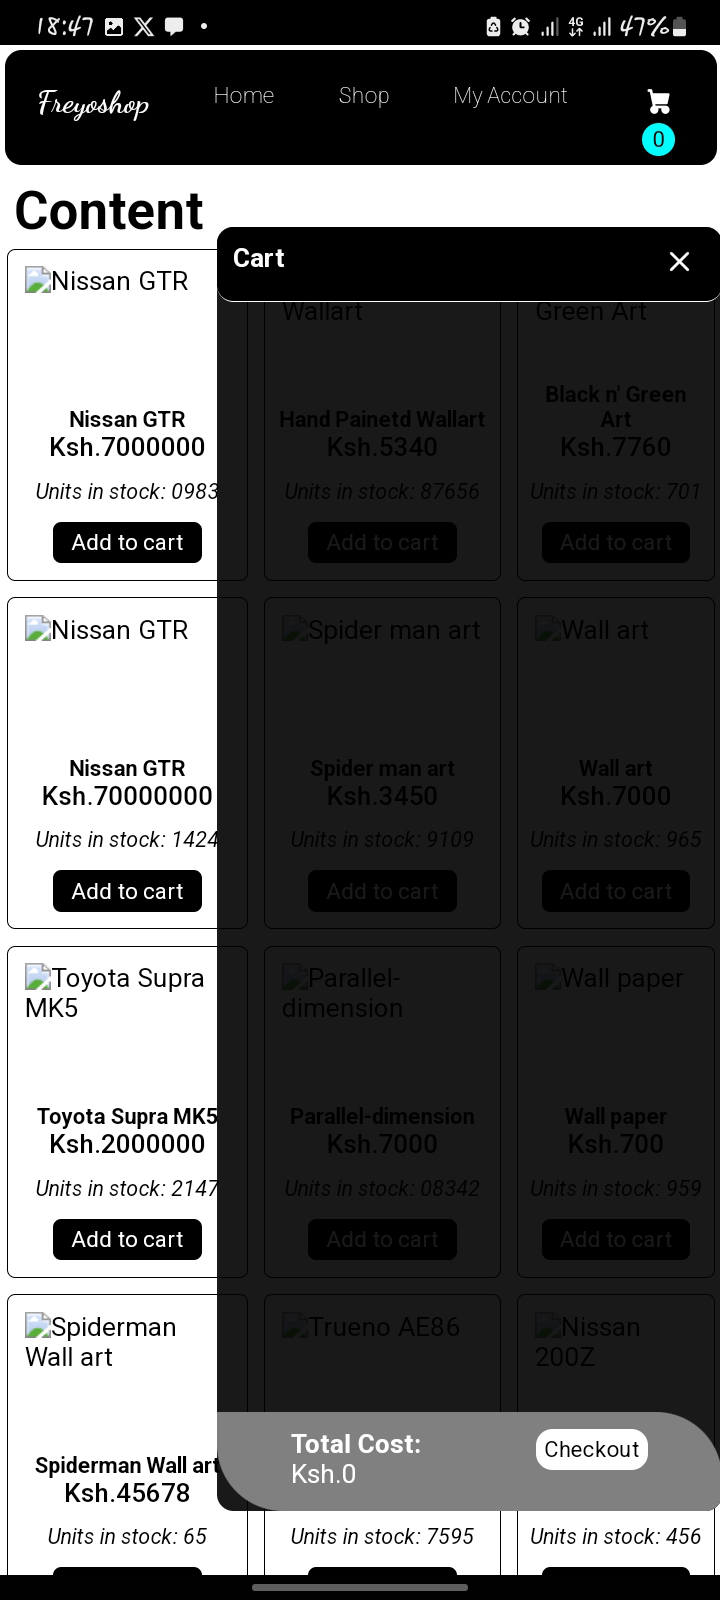 18:47
4G 47%
Freyoshop Home Shop My Account
0
Content
Cart
Nissan GTR
Wallart
Green Art
Nissan GTR
Ksh.7000000
Units in stock: 0983
Add to cart
Hand Painetd Wallart
Ksh.5340
Units in stock: 87656
Add to cart
Black n' Green
Art
Ksh.7760
Units in stock: 701
Add to cart
Nissan GTR
Nissan GTR
Ksh.70000000
Units in stock: 1424
Add to cart
Spider man art
Spider man art
Ksh.3450
Units in stock: 9109
Add to cart
Wall art
Wall art
Ksh.7000
Units in stock: 965
Add to cart
Toyota Supra
MK5
Toyota Supra MK5
Ksh.2000000
Units in stock: 2147
Add to cart
Parallel-
dimension
Parallel-dimension
Ksh.7000
Units in stock: 08342
Add to cart
Wall paper
Wall paper
Ksh.700
Units in stock: 959
Add to cart
Spiderman
Wall art
Spiderman Wall art
Ksh.45678
Units in stock: 65
Trueno AE86
Units in stock: 7595
Nissan
200Z
Units in stock: 456
Total Cost:
Ksh.0
Checkout